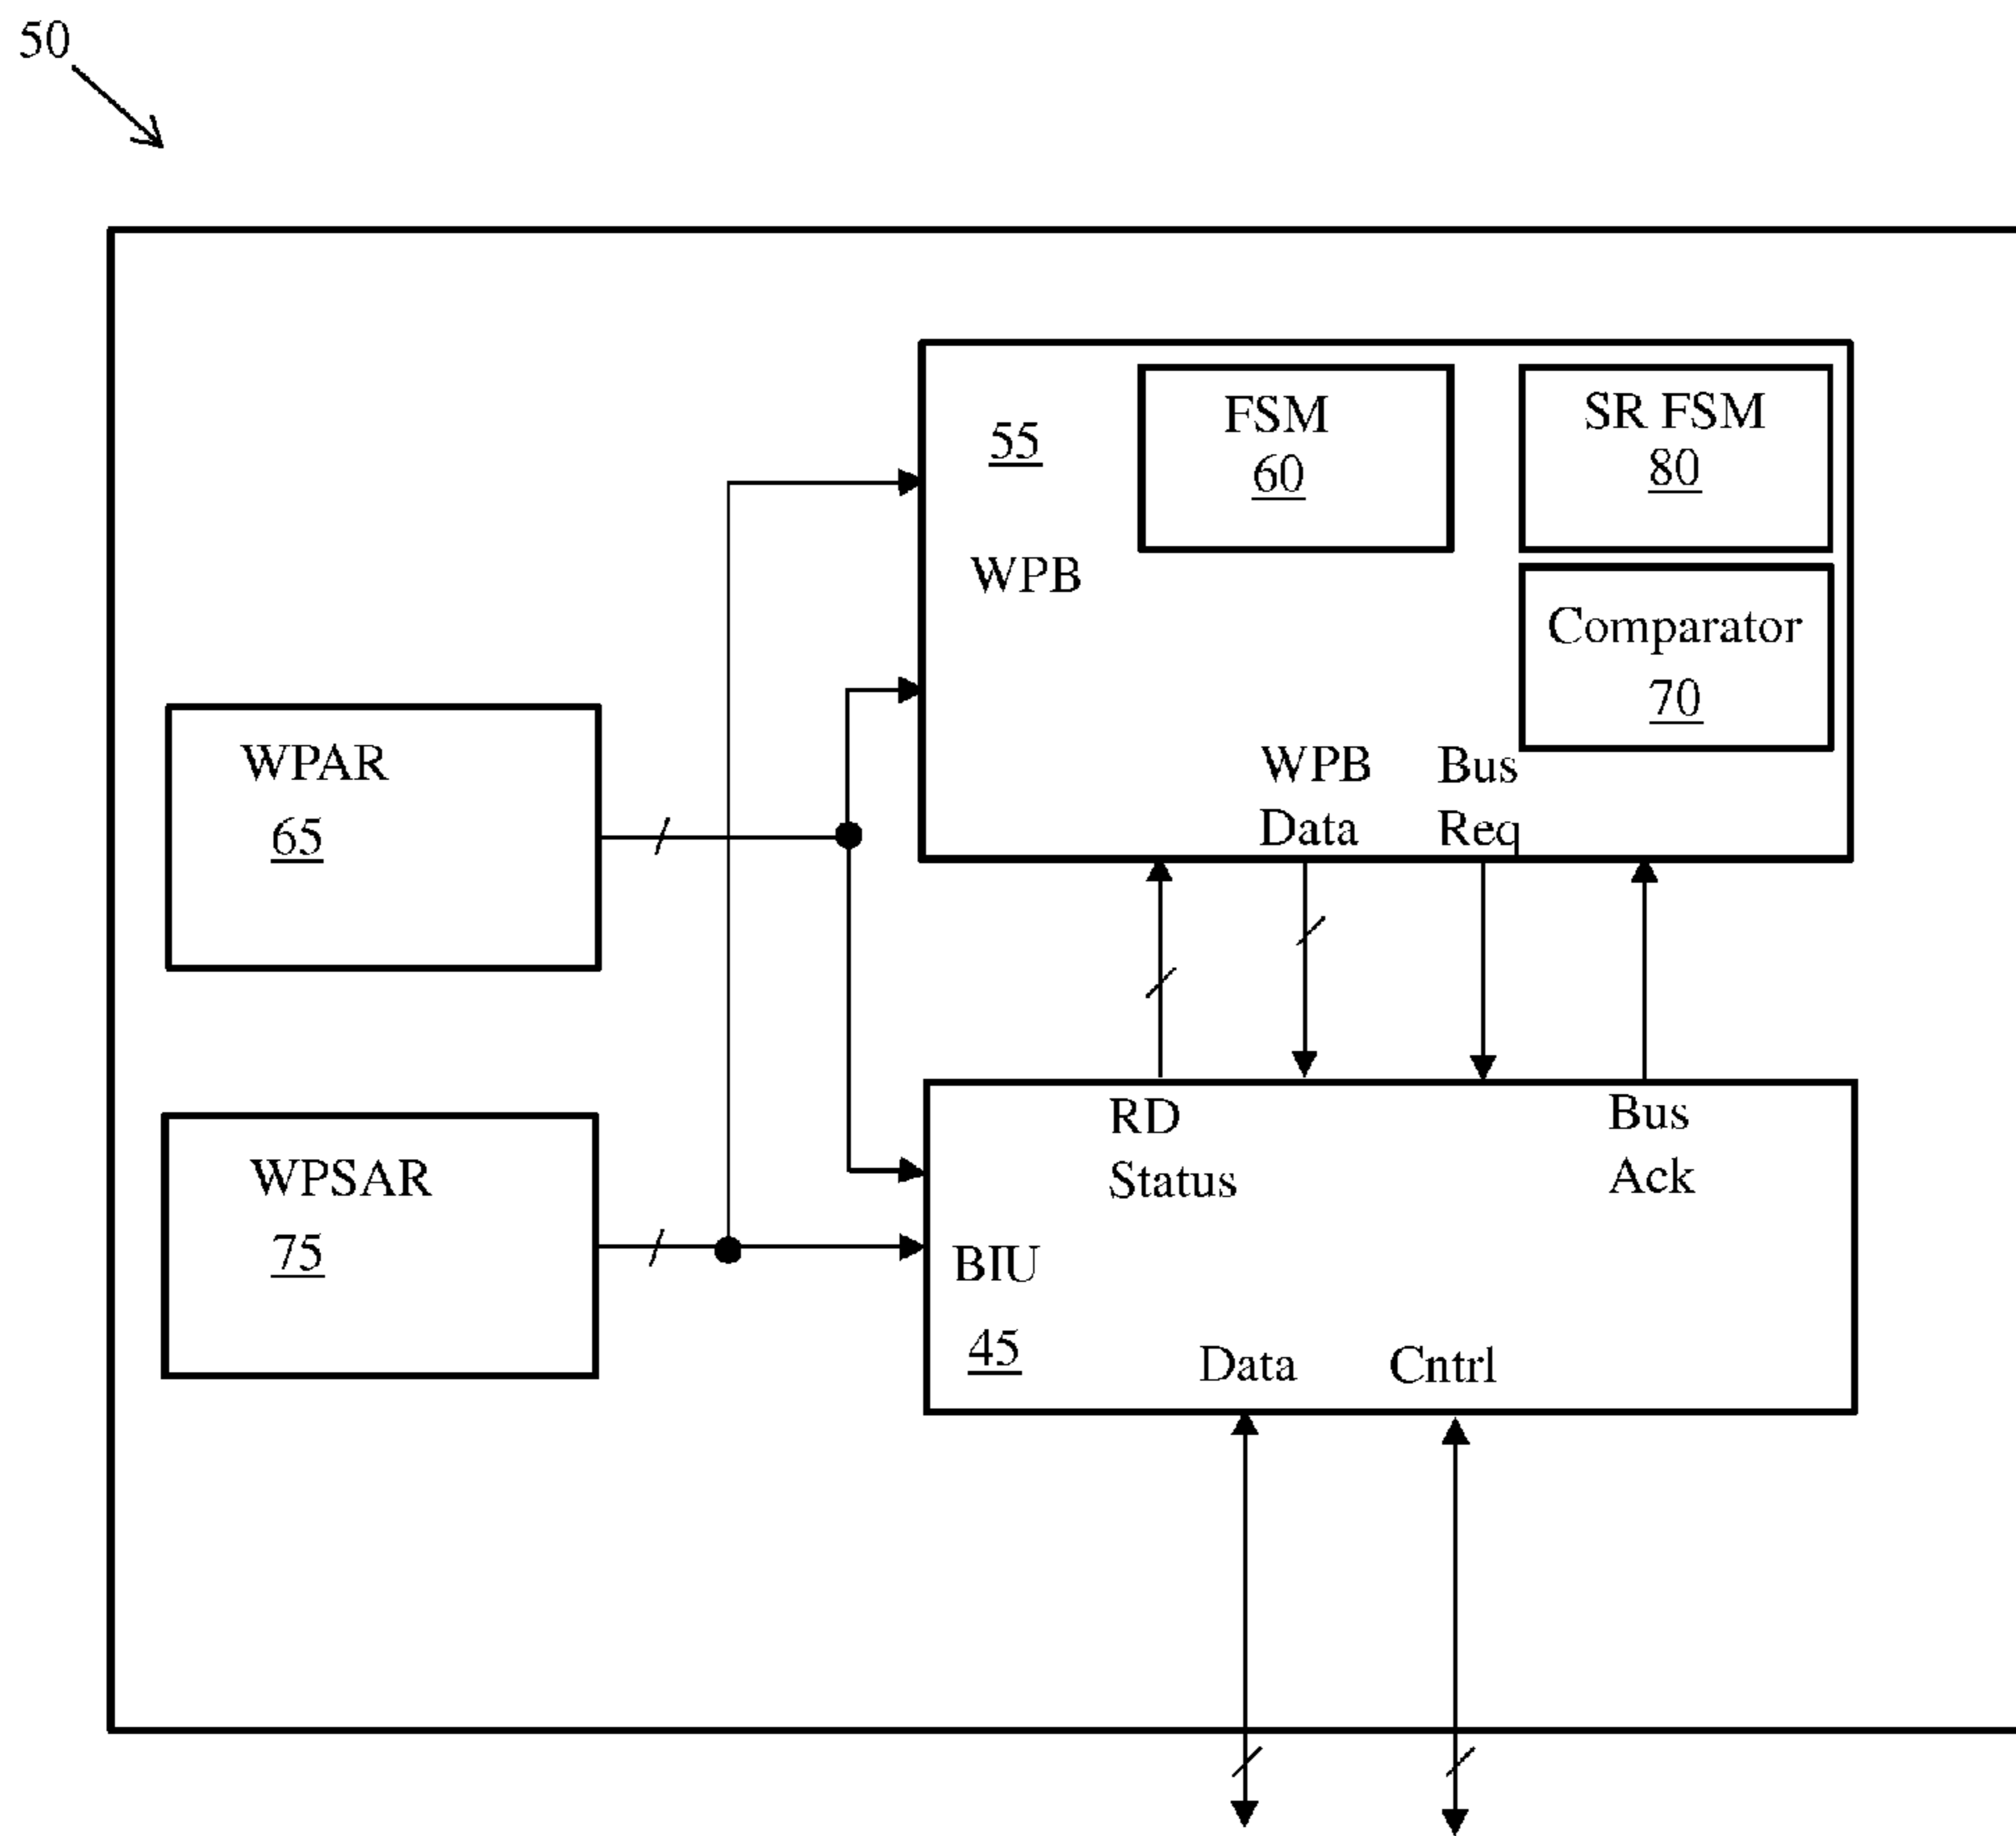 50
55
WPB
FSM
60
SR FSM
80
Comparator
70
WPB
Data
Bus
Req
WPAR
65
WPSAR
75
RD
Status
Bus
Ack
BIU
45
Data
Cntrl